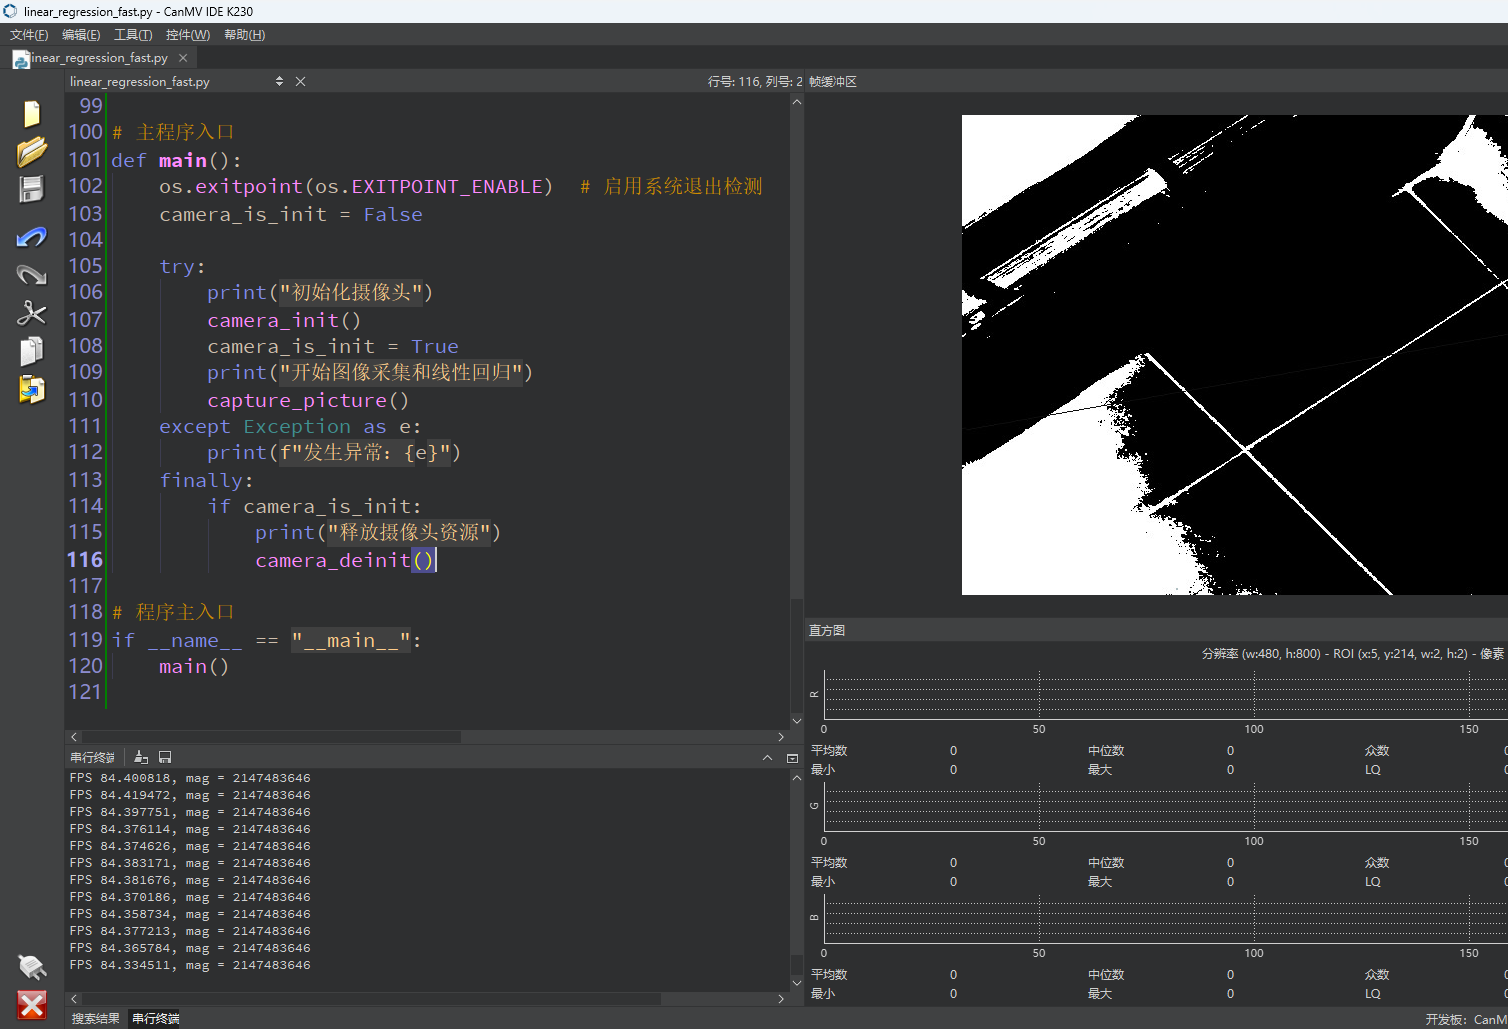 linear_regression_fast.py - CanMV IDE K230
文件(F) 编辑(E) 工具(T) 控件(W) 帮助(H)
inear_regression_fast.py
linear_regression_fast.py 行号: 116, 列号: 2 帧缓冲区
99
100 # 主程序入口
101 def main():
102 os.exitpoint(os.EXITPOINT_ENABLE) # 启用系统退出检测
103 camera_is_init = False
104
105 try:
106 print("初始化摄像头")
107 camera_init()
108 camera_is_init = True
109 print("开始图像采集和线性回归")
110 capture_picture()
111 except Exception as e:
112 print(f"发生异常: {e}")
113 finally:
114 if camera_is_init:
115 print("释放摄像头资源")
116 camera_deinit()
117
118 # 程序主入口
119 if __name__ == "__main__":
120 main()
121
串行终端
FPS 84.400818, mag = 2147483646
FPS 84.419472, mag = 2147483646
FPS 84.397751, mag = 2147483646
FPS 84.376114, mag = 2147483646
FPS 84.374626, mag = 2147483646
FPS 84.383171, mag = 2147483646
FPS 84.381676, mag = 2147483646
FPS 84.370186, mag = 2147483646
FPS 84.358734, mag = 2147483646
FPS 84.377213, mag = 2147483646
FPS 84.365784, mag = 2147483646
FPS 84.334511, mag = 2147483646
搜索结果 串行终端
直方图
分辨率 (w:480, h:800) - ROI (x:5, y:214, w:2, h:2) - 像素
R
0 50 100 150
平均数 0 中位数 0 众数 0
最小 0 最大 0 LQ 0
G
0 50 100 150
平均数 0 中位数 0 众数 0
最小 0 最大 0 LQ 0
B
0 50 100 150
平均数 0 中位数 0 众数 0
最小 0 最大 0 LQ 0
开发板: CanM